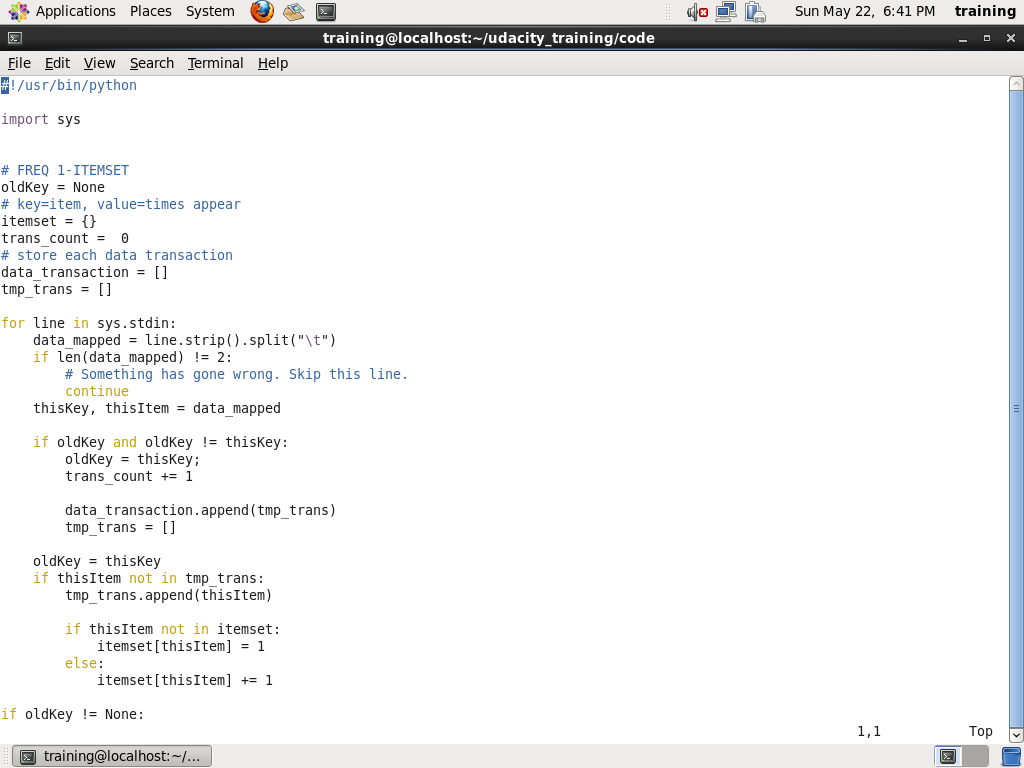 Applications Places System Sun May 22, 6:41 PM training
training@localhost:~/udacity_training/code
File Edit View Search Terminal Help
#!/usr/bin/python
import sys
# FREQ 1-ITEMSET
oldKey = None
# key=item, value=times appear
itemset = {}
trans_count =  0
# store each data transaction
data_transaction = []
tmp_trans = []
for line in sys.stdin:
    data_mapped = line.strip().split("\t")
    if len(data_mapped) != 2:
        # Something has gone wrong. Skip this line.
        continue
    thisKey, thisItem = data_mapped
    if oldKey and oldKey != thisKey:
        oldKey = thisKey;
        trans_count += 1
        data_transaction.append(tmp_trans)
        tmp_trans = []
    oldKey = thisKey
    if thisItem not in tmp_trans:
        tmp_trans.append(thisItem)
        if thisItem not in itemset:
            itemset[thisItem] = 1
        else:
            itemset[thisItem] += 1
if oldKey != None:
1,1 Top
training@localhost:~/...